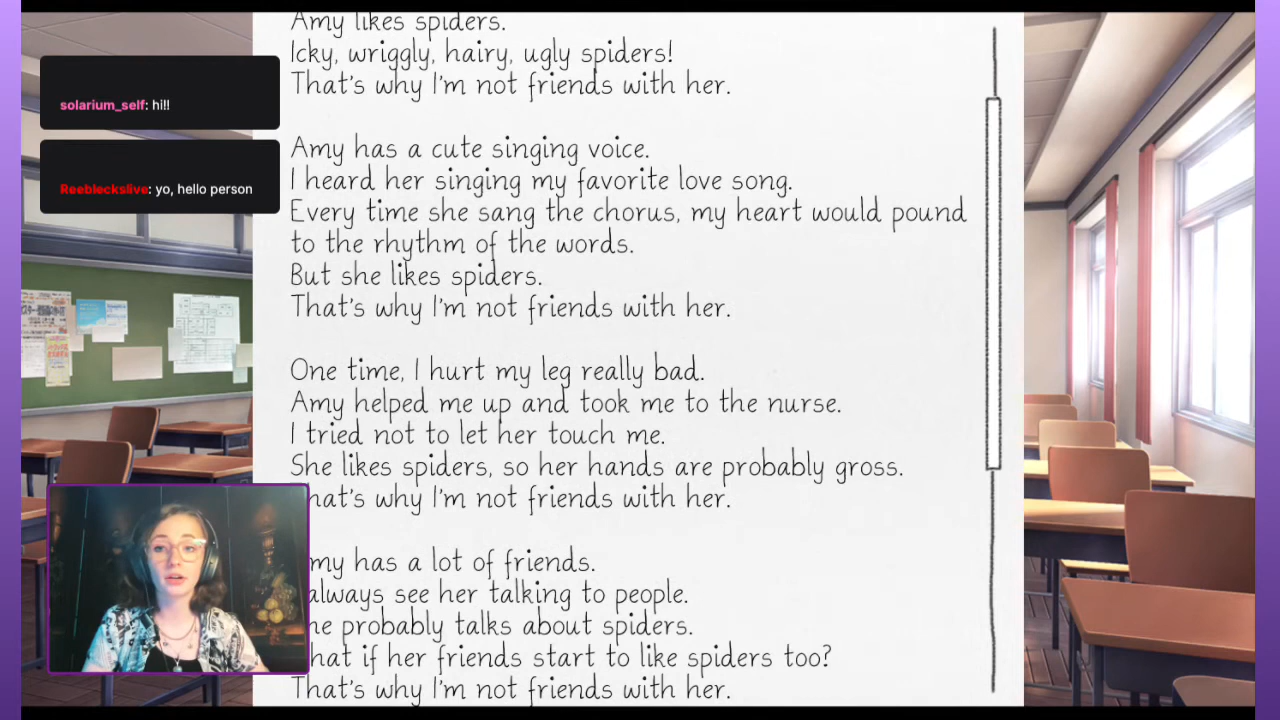 Amy likes spiders.
Icky, wriggly, hairy, ugly spiders!
That's why I'm not friends with her.
solarium_self: hi!!
Reebleckslive: yo, hello person
Amy has a cute singing voice.
I heard her singing my favorite love song.
Every time she sang the chorus, my heart would pound
to the rhythm of the words.
But she likes spiders.
That's why I'm not friends with her.
One time, I hurt my leg really bad.
Amy helped me up and took me to the nurse.
I tried not to let her touch me.
She likes spiders, so her hands are probably gross.
hat's why I'm not friends with her.
my has a lot of friends.
always see her talking to people.
he probably talks about spiders.
hat if her friends start to like spiders too?
That's why I'm not friends with her.